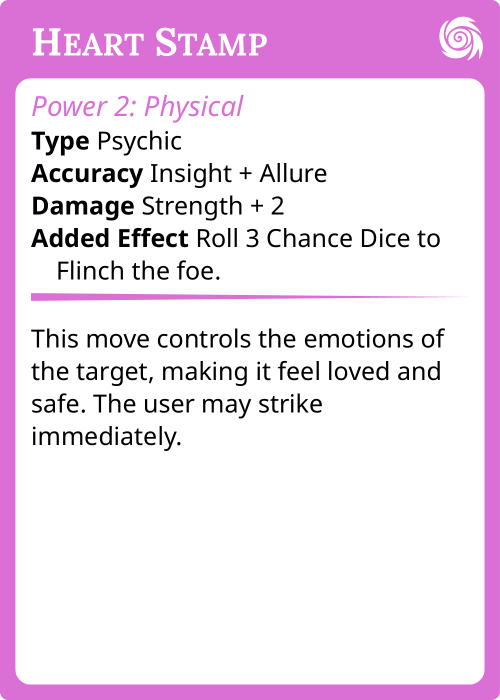 Heart Stamp
Power 2: Physical
Type Psychic
Accuracy Insight + Allure
Damage Strength + 2
Added Effect Roll 3 Chance Dice to
Flinch the foe.
This move controls the emotions of
the target, making it feel loved and
safe. The user may strike
immediately.